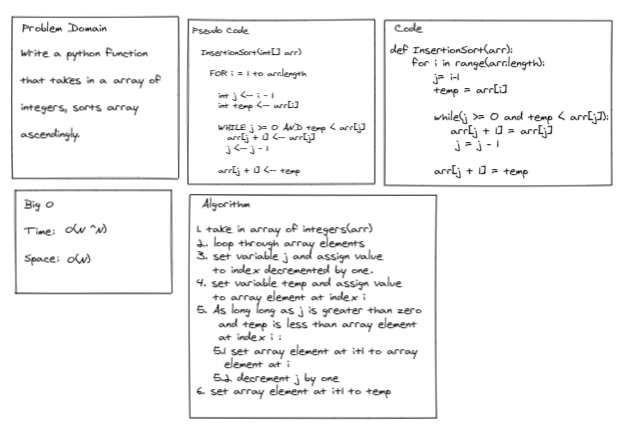 Problem Domain
Write a python function
that takes in a array of
integers, sorts array
ascendingly.
Pseudo Code
InsertionSort(int[] arr)
FOR i = 1 to arr.length
int j <-- i - 1
int temp <-- arr[i]
WHILE j >= 0 AND temp < arr[j]
arr[j + 1] <-- arr[j]
j <-- j - 1
arr[j + 1] <-- temp
Code
def InsertionSort(arr):
for i in range(arr.length):
j= i-1
temp = arr[i]
while(j >= 0 and temp < arr[j]):
arr[j + 1] = arr[j]
j = j - 1
arr[j + 1] = temp
Big O
Time: O(N ^N)
Space: O(N)
Algorithm
1. take in array of integers(arr)
2. loop through array elements
3. set variable j and assign value
to index decremented by one.
4. set variable temp and assign value
to array element at index i
5. As long long as j is greater than zero
and temp is less than array element
at index i :
5.1 set array element at i+1 to array
element at i
5.2. decrement j by one
6. set array element at i+1 to temp